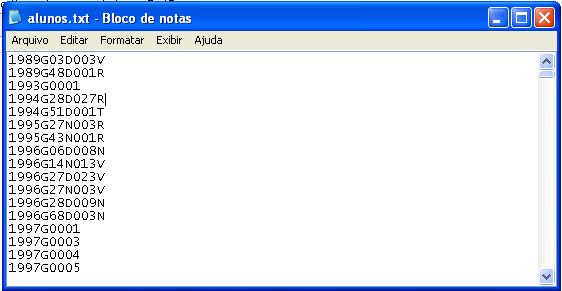 alunos.txt - Bloco de notas
Arquivo Editar Formatar Exibir Ajuda
1989G03D003V
1989G48D001R
1993G0001
1994G28D027R
1994G51D001T
1995G27N003R
1995G43N001R
1996G06D008N
1996G14N013V
1996G27D023V
1996G27N003V
1996G28D009N
1996G68D003N
1997G0001
1997G0003
1997G0004
1997G0005